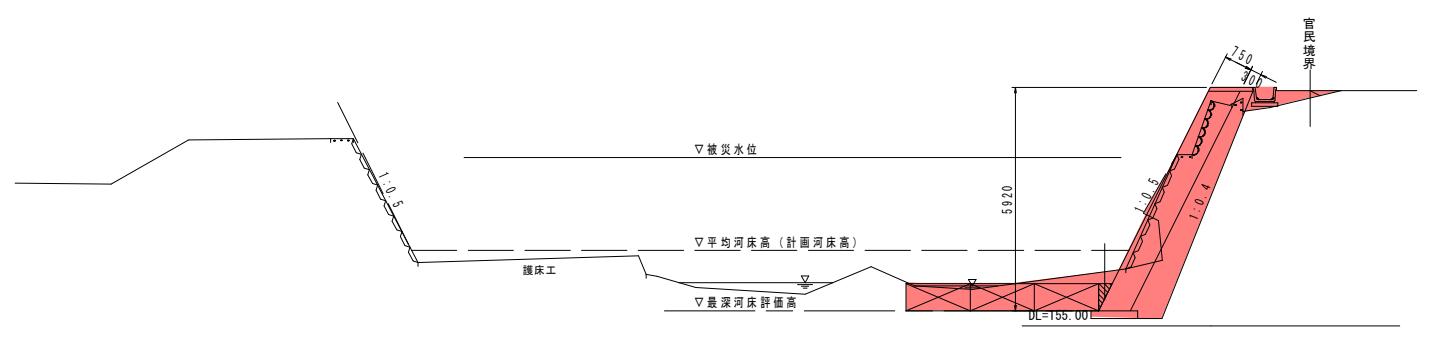 官民境界
750
300
▽被災水位
1:0.5
1:0.5
1:0.4
5920
▽平均河床高(計画河床高)
護床工
▽最深河床評価高
DL=155.00